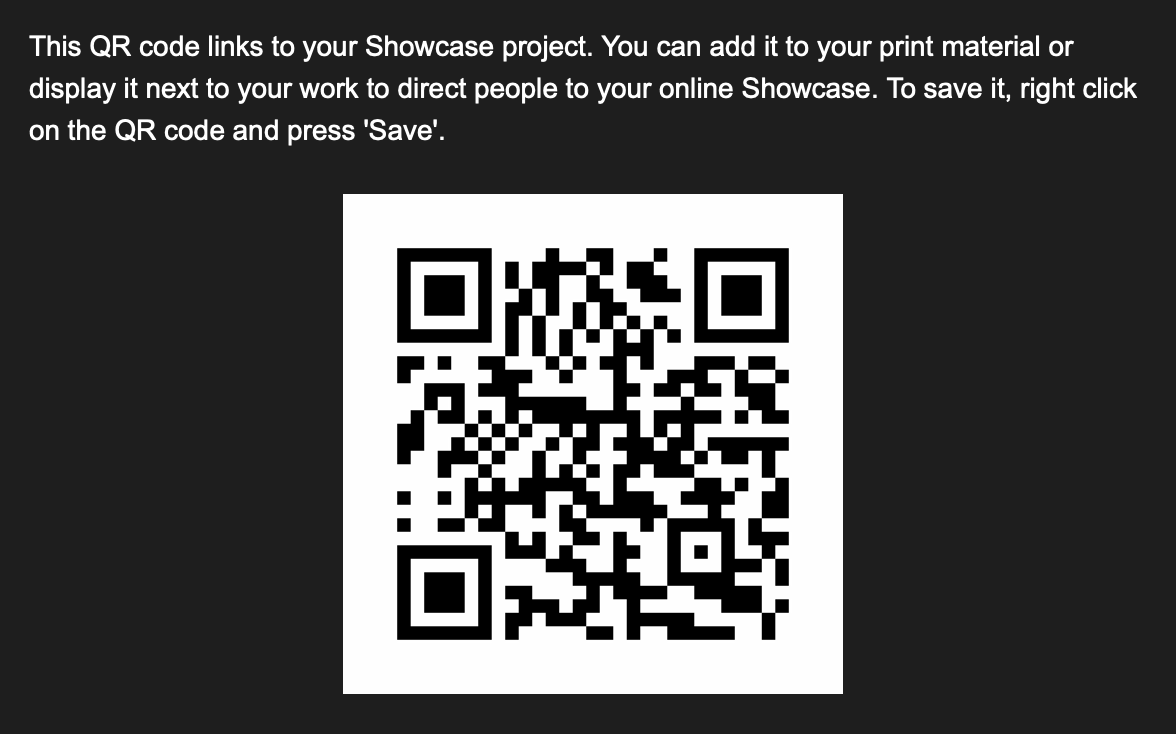 This QR code links to your Showcase project. You can add it to your print material or
display it next to your work to direct people to your online Showcase. To save it, right click
on the QR code and press 'Save'.